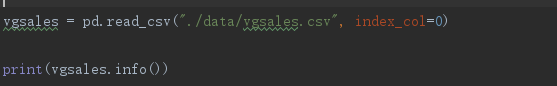 vgsales = pd.read_csv("./data/vgsales.csv", index_col=0)
print(vgsales.info())